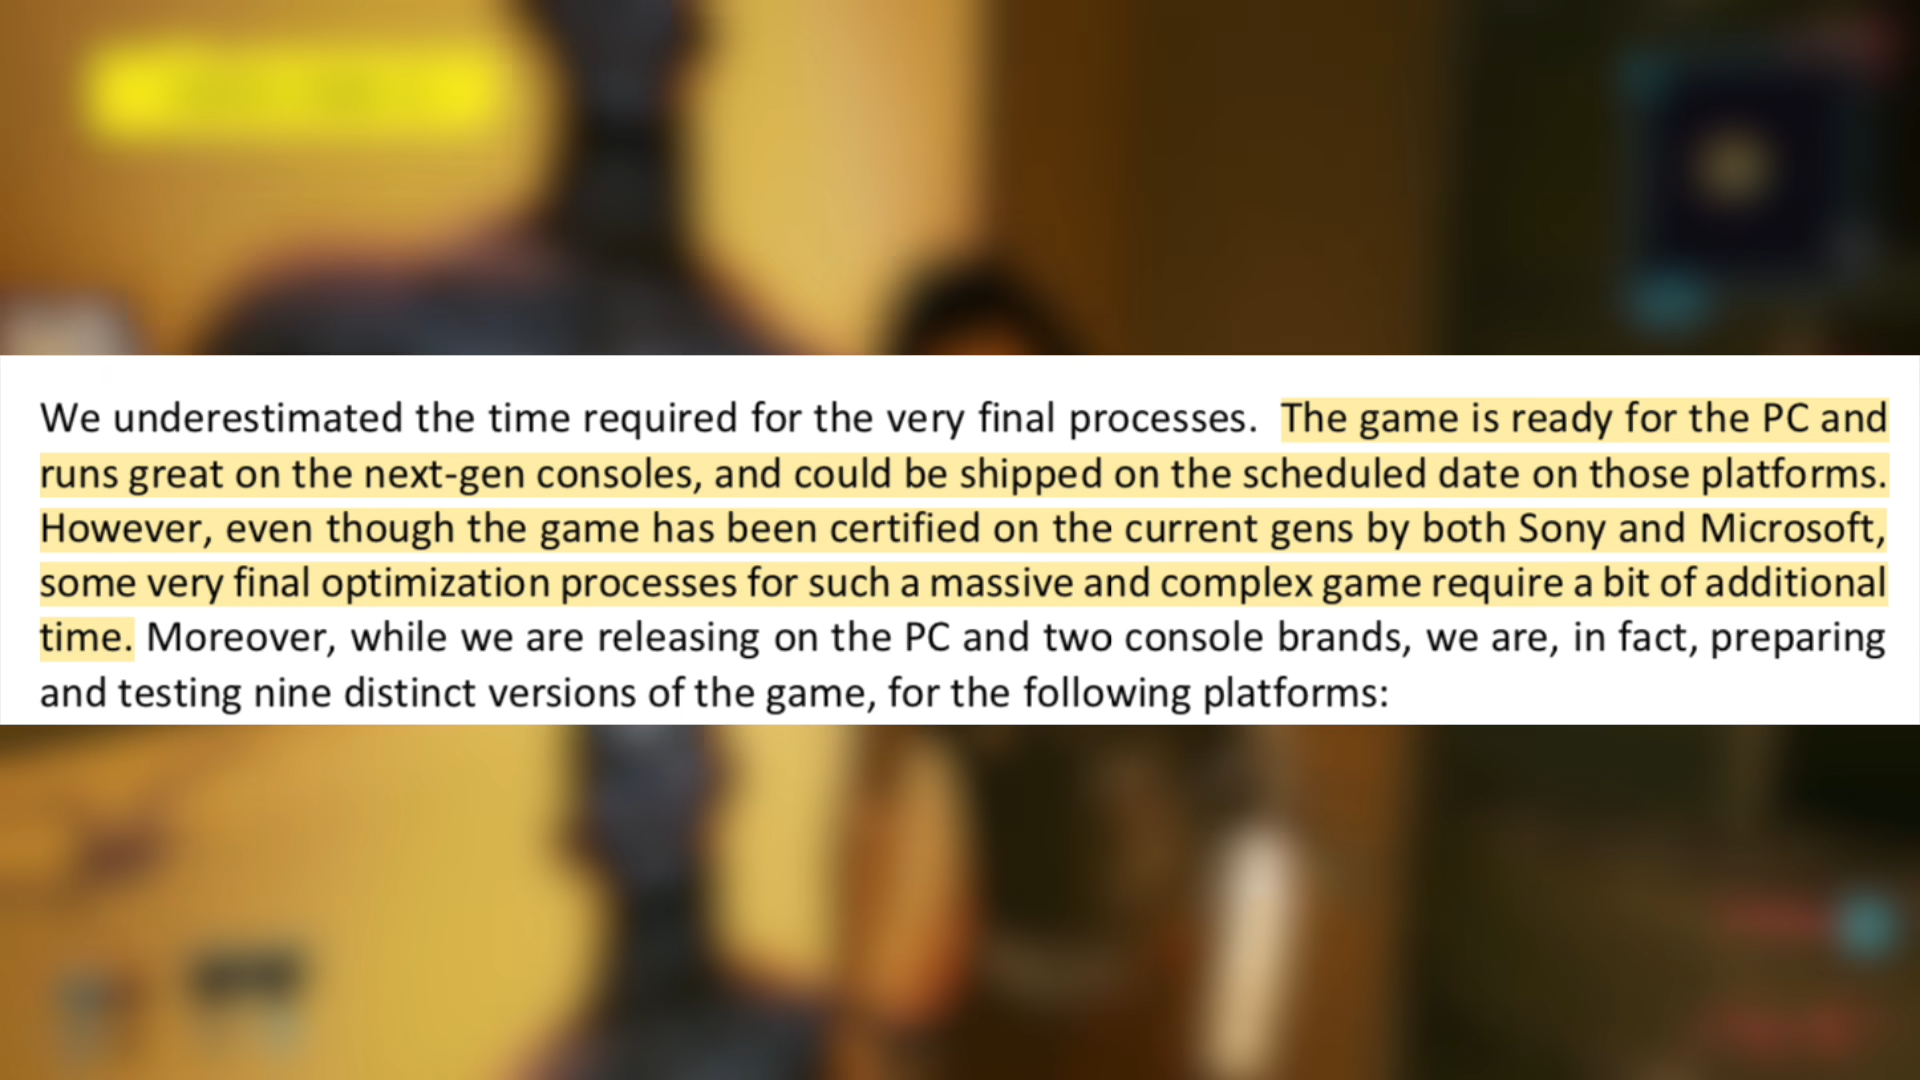 We underestimated the time required for the very final processes. The game is ready for the PC and
runs great on the next-gen consoles, and could be shipped on the scheduled date on those platforms.
However, even though the game has been certified on the current gens by both Sony and Microsoft,
some very final optimization processes for such a massive and complex game require a bit of additional
time. Moreover, while we are releasing on the PC and two console brands, we are, in fact, preparing
and testing nine distinct versions of the game, for the following platforms: